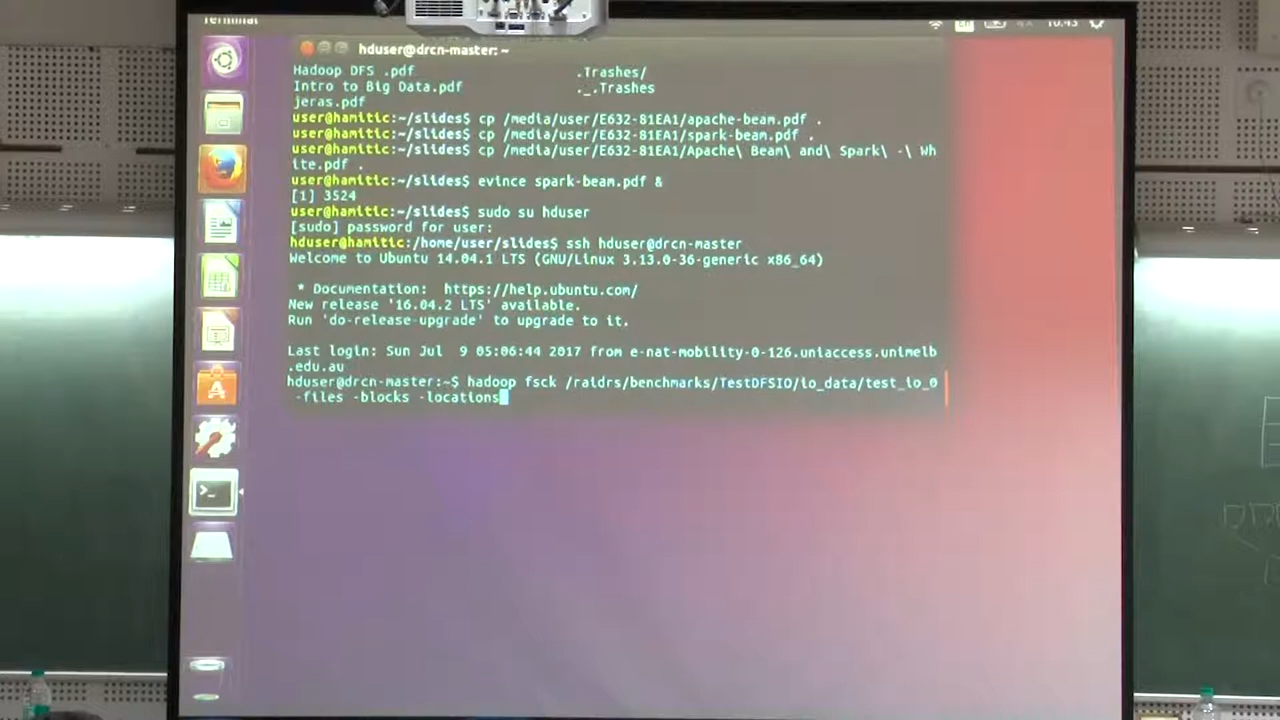 Terminal
10:43
hduser@drcn-master: ~
Hadoop DFS .pdf .Trashes/
Intro to Big Data.pdf ._.Trashes
jeras.pdf
user@hamitic:~/slides$ cp /media/user/E632-81EA1/apache-beam.pdf .
user@hamitic:~/slides$ cp /media/user/E632-81EA1/spark-beam.pdf .
user@hamitic:~/slides$ cp /media/user/E632-81EA1/Apache\ Beam\ and\ Spark\ -\ Wh
ite.pdf .
user@hamitic:~/slides$ evince spark-beam.pdf &
[1] 3524
user@hamitic:~/slides$ sudo su hduser
[sudo] password for user:
hduser@hamitic:/home/user/slides$ ssh hduser@drcn-master
Welcome to Ubuntu 14.04.1 LTS (GNU/Linux 3.13.0-36-generic x86_64)
* Documentation: https://help.ubuntu.com/
New release '16.04.2 LTS' available.
Run 'do-release-upgrade' to upgrade to it.
Last login: Sun Jul 9 05:06:44 2017 from e-nat-mobility-0-126.uniaccess.unimelb
.edu.au
hduser@drcn-master:~$ hadoop fsck /raidrs/benchmarks/TestDFSIO/io_data/test_io_0
-files -blocks -locations